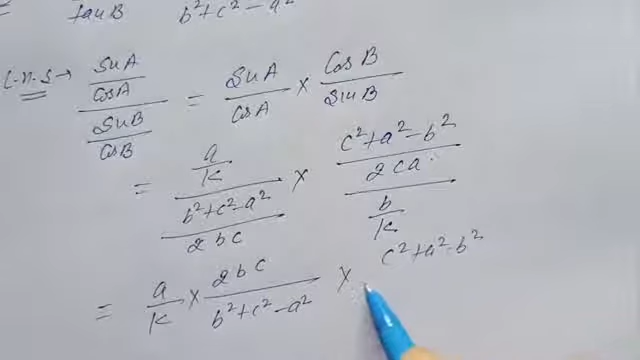 = tan B b²+c²-a²
L.H.S → (sin A / cos A) / (sin B / cos B) = sin A / cos A × cos B / sin B
= (a / k) / ((b²+c²-a²) / 2bc) × ((c²+a²-b²) / 2ca) / (b / k)
= a / k × 2bc / (b²+c²-a²) × c²+a²-b²